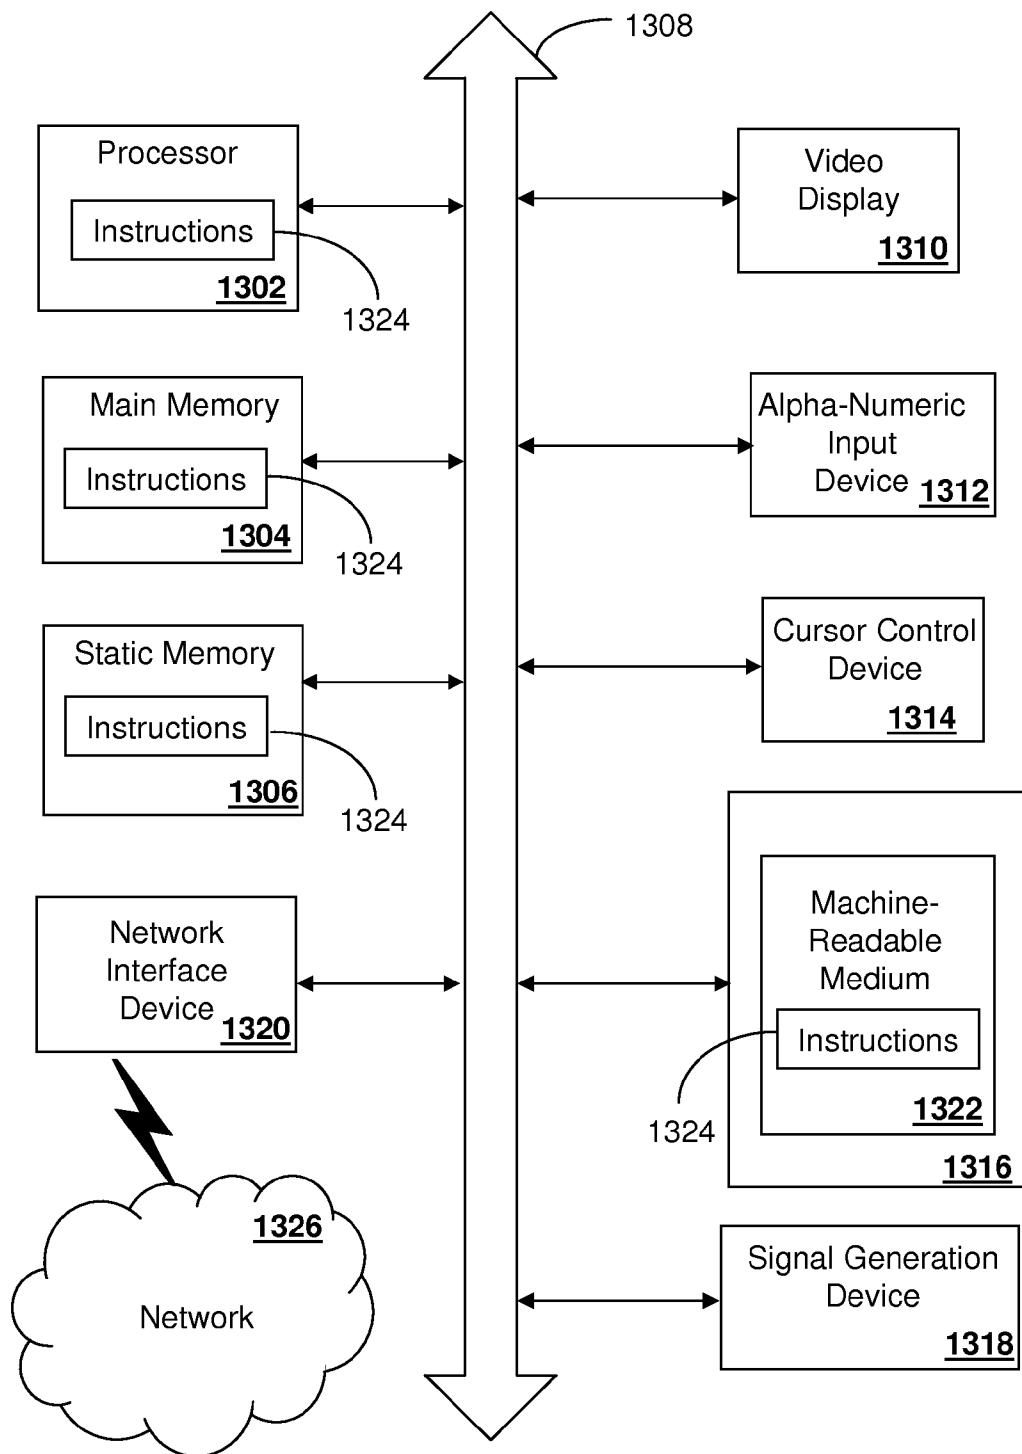 1308
Processor
Instructions
1302
1324
Main Memory
Instructions
1304
1324
Static Memory
Instructions
1306
1324
Network
Interface
Device
1320
1326
Network
Video
Display
1310
Alpha-Numeric
Input
Device
1312
Cursor Control
Device
1314
Machine-
Readable
Medium
Instructions
1324
1322
1316
Signal Generation
Device
1318